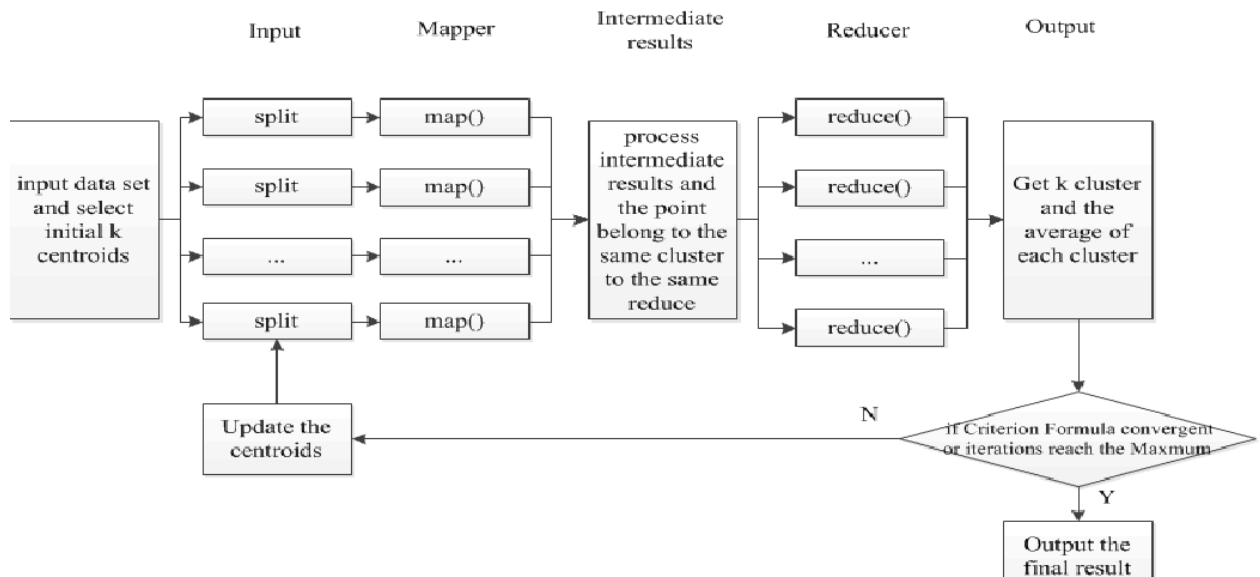 Input
Mapper
Intermediate
results
Reducer
Output
input data set
and select
initial k
centroids
split
split
...
split
map()
map()
...
map()
process
intermediate
results and
the point
belong to the
same cluster
to the same
reduce
reduce()
reduce()
...
reduce()
Get k cluster
and the
average of
each cluster
Update the
centroids
N
if Criterion Formula convergent
or iterations reach the Maxmum
Y
Output the
final result